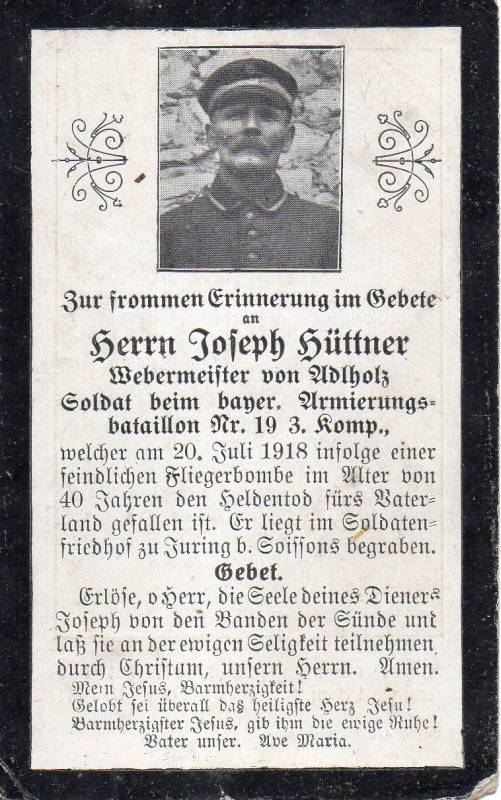 Zur frommen Erinnerung im Gebete
an
Herrn Joseph Hüttner
Webermeister von Adlholz
Soldat beim bayer. Armierungs-
bataillon Nr. 19 3. Komp.,
welcher am 20. Juli 1918 infolge einer
feindlichen Fliegerbombe im Alter von
40 Jahren den Heldentod fürs Vater-
land gefallen ist. Er liegt im Soldaten-
friedhof zu Juring b. Soissons begraben.
Gebet.
Erlöse, o Herr, die Seele deines Dieners
Joseph von den Banden der Sünde und
laß sie an der ewigen Seligkeit teilnehmen
durch Christum, unsern Herrn. Amen.
Mein Jesus, Barmherzigkeit!
Gelobt sei überall das heiligste Herz Jesu!
Barmherzigster Jesus, gib ihm die ewige Ruhe!
Vater unser. Ave Maria.